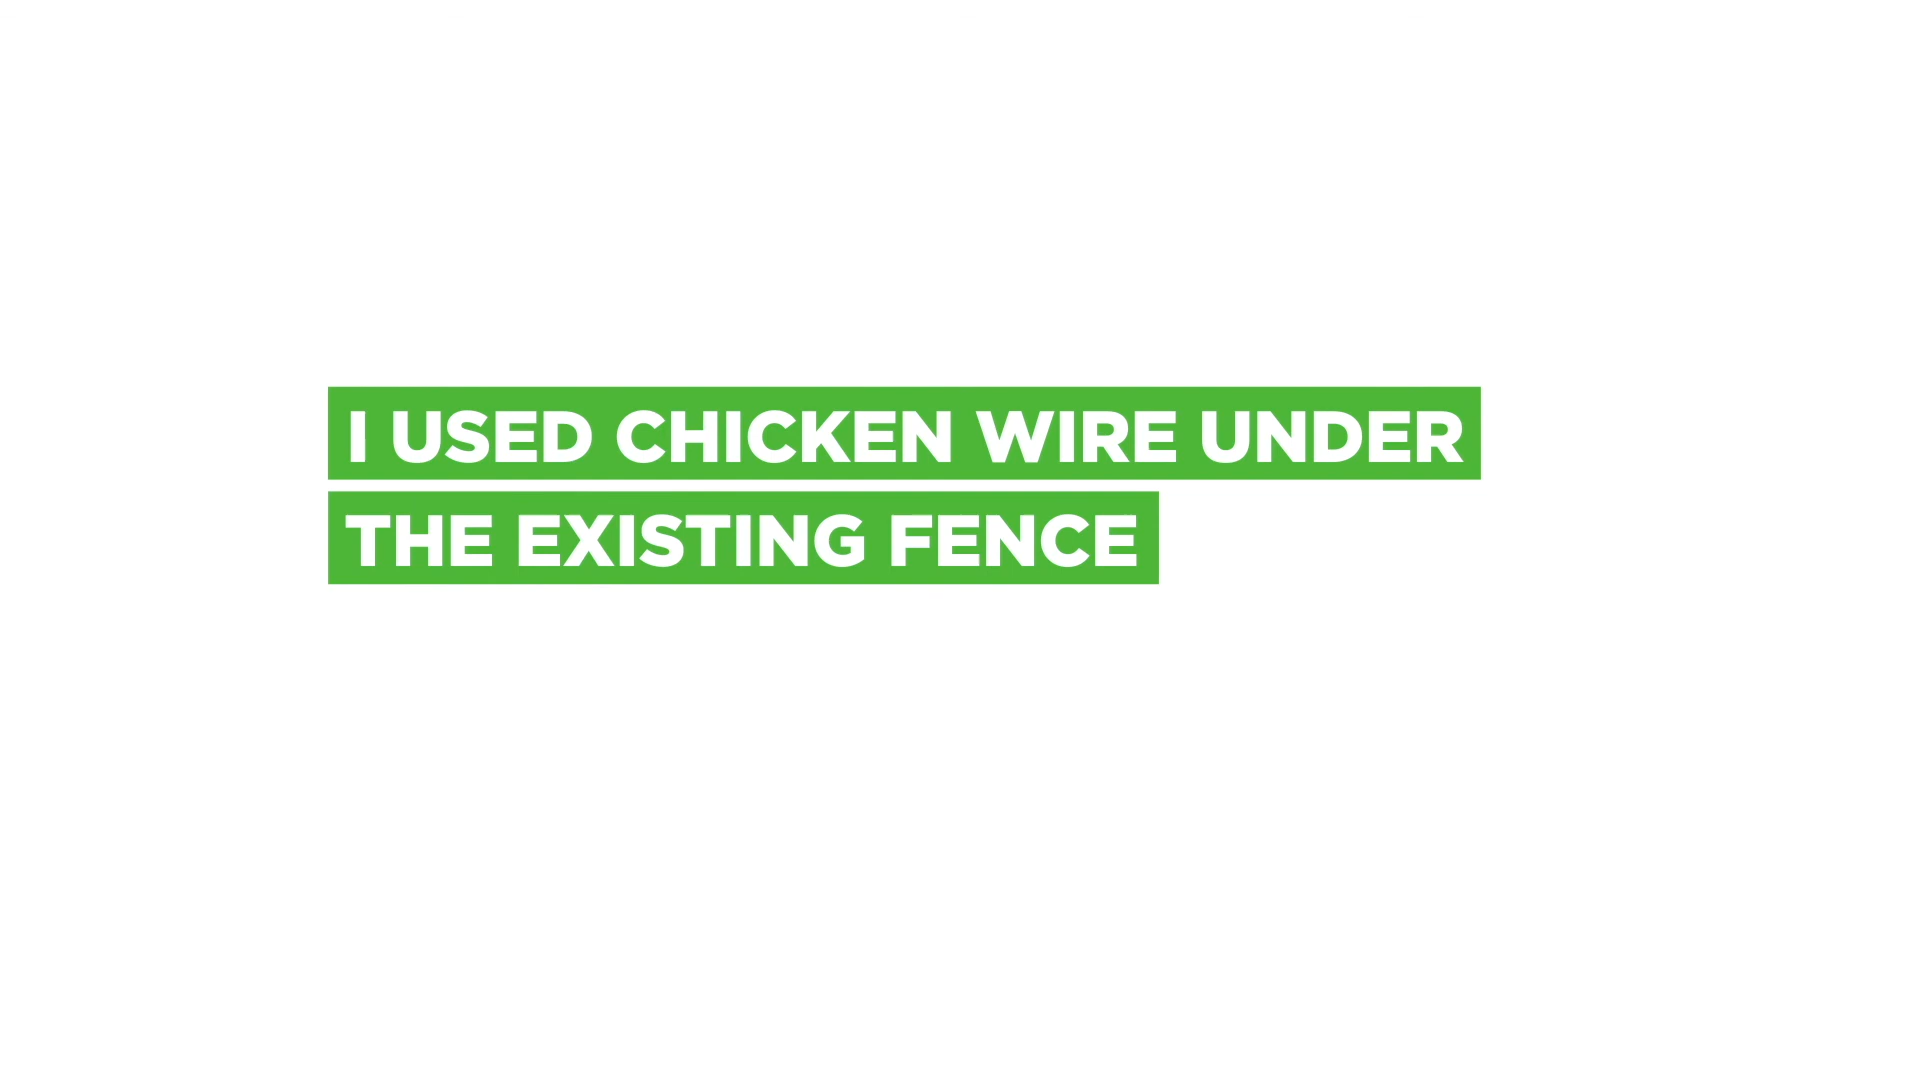 I USED CHICKEN WIRE UNDER
THE EXISTING FENCE